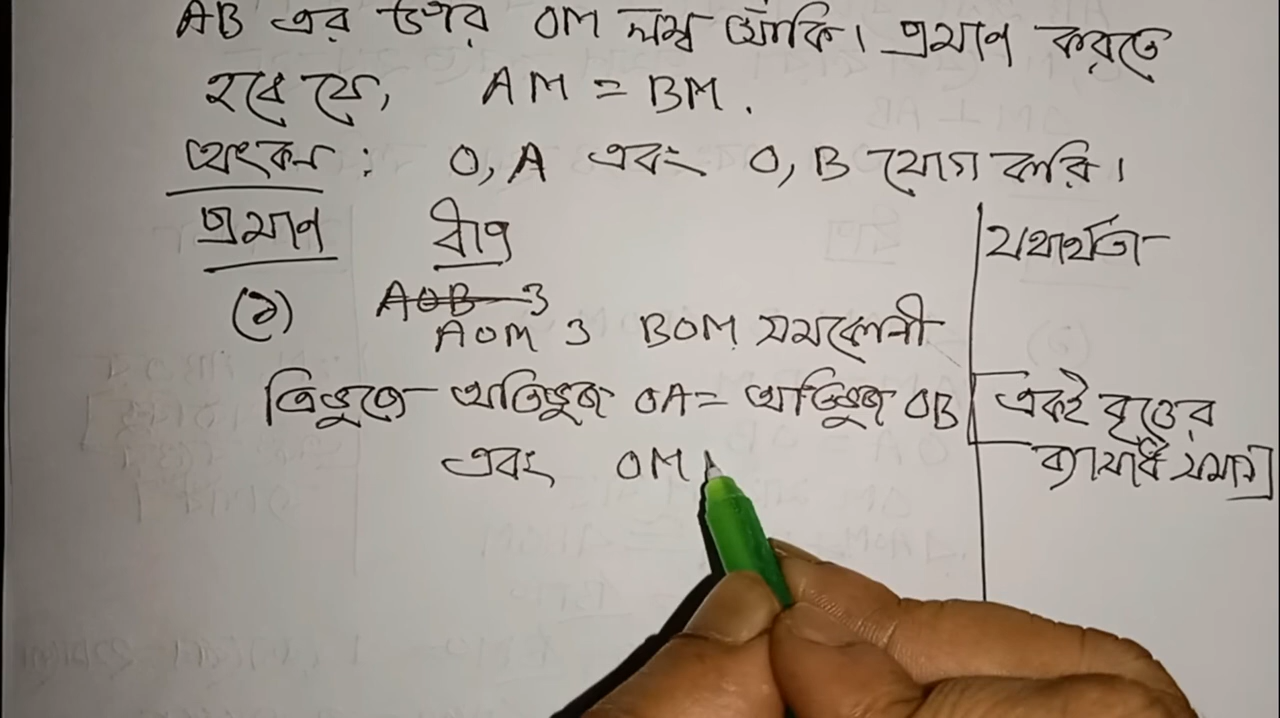 AB এর উপর OM লম্ব আঁকি। প্রমাণ করতে
হবে যে, AM = BM.
অংকন : O, A এবং O, B যোগ করি।
প্রমাণ ধাপ যথার্থতা
(১) AOB ও
AOM ও BOM সমকোণী
ত্রিভুজে অতিভুজ OA = অতিভুজ OB [একই বৃত্তের
এবং OM ব্যাসার্ধ সমান]